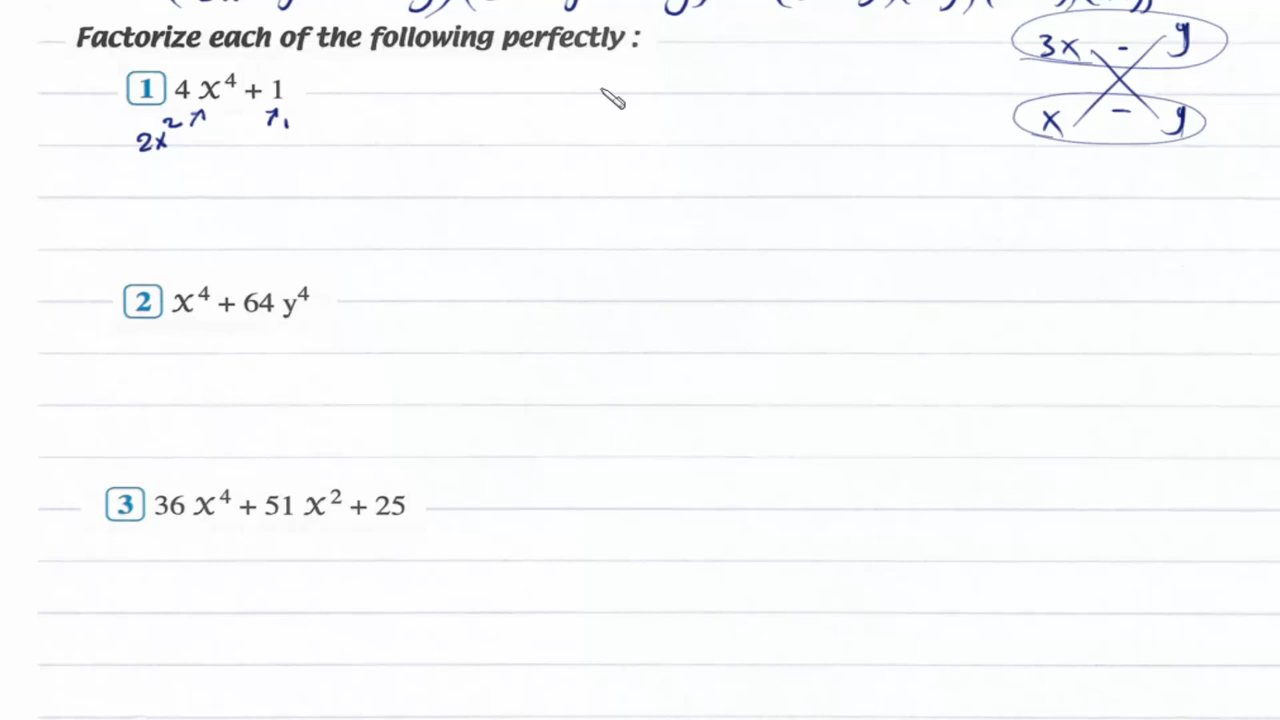 Factorize each of the following perfectly :
3x - y
x - y
1 4 x⁴ + 1
2x² 1
2 x⁴ + 64 y⁴
3 36 x⁴ + 51 x² + 25